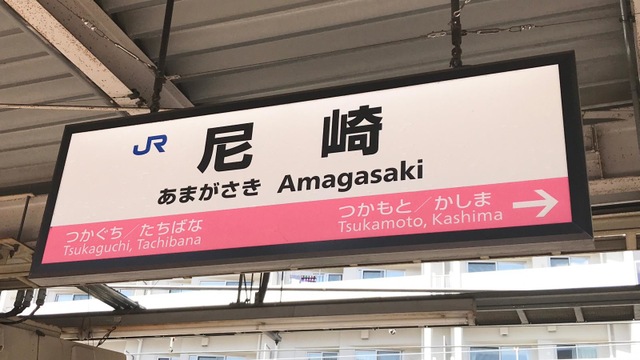 JR 尼崎
あまがさき Amagasaki
つかぐち／たちばな
Tsukaguchi, Tachibana
つかもと／かしま →
Tsukamoto, Kashima